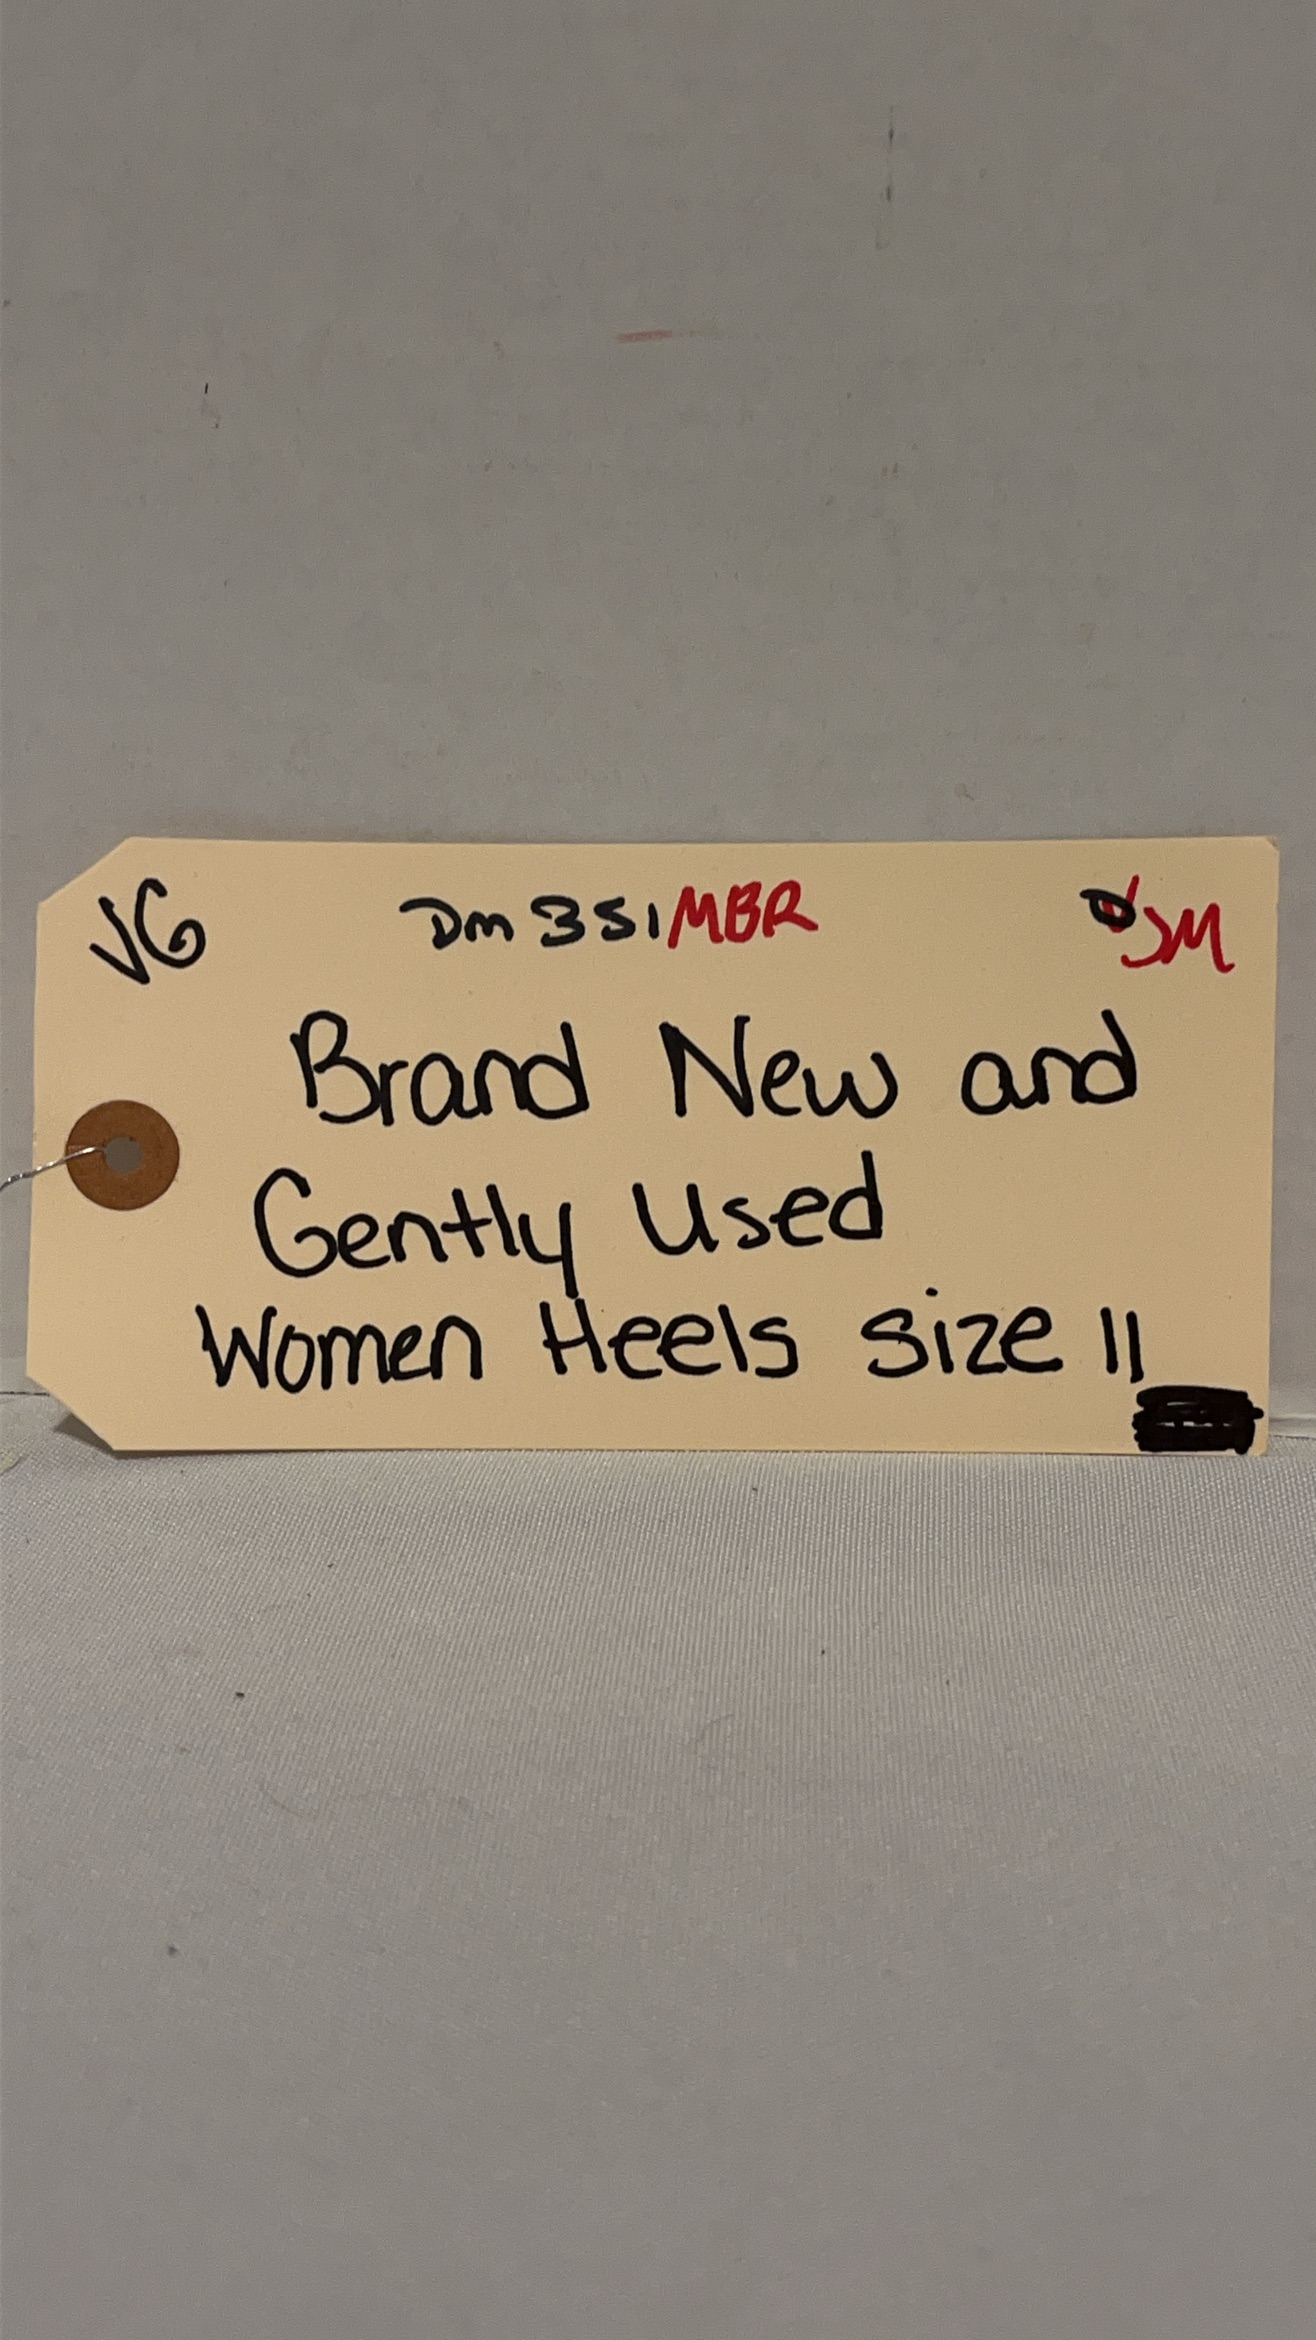 VG Dm351MBR JM
Brand New and
Gently Used
Women Heels size 11